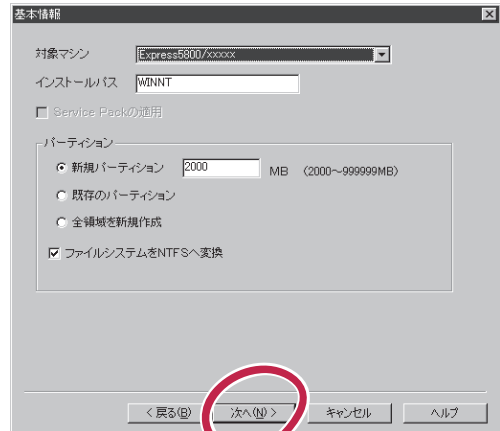 基本情報
対象マシン Express5800/xxxxx
インストールパス WINNT
Service Packの適用
パーティション
新規パーティション 2000 MB (2000～999999MB)
既存のパーティション
全領域を新規作成
ファイルシステムをNTFSへ変換
< 戻る(B) 次へ(N) > キャンセル ヘルプ